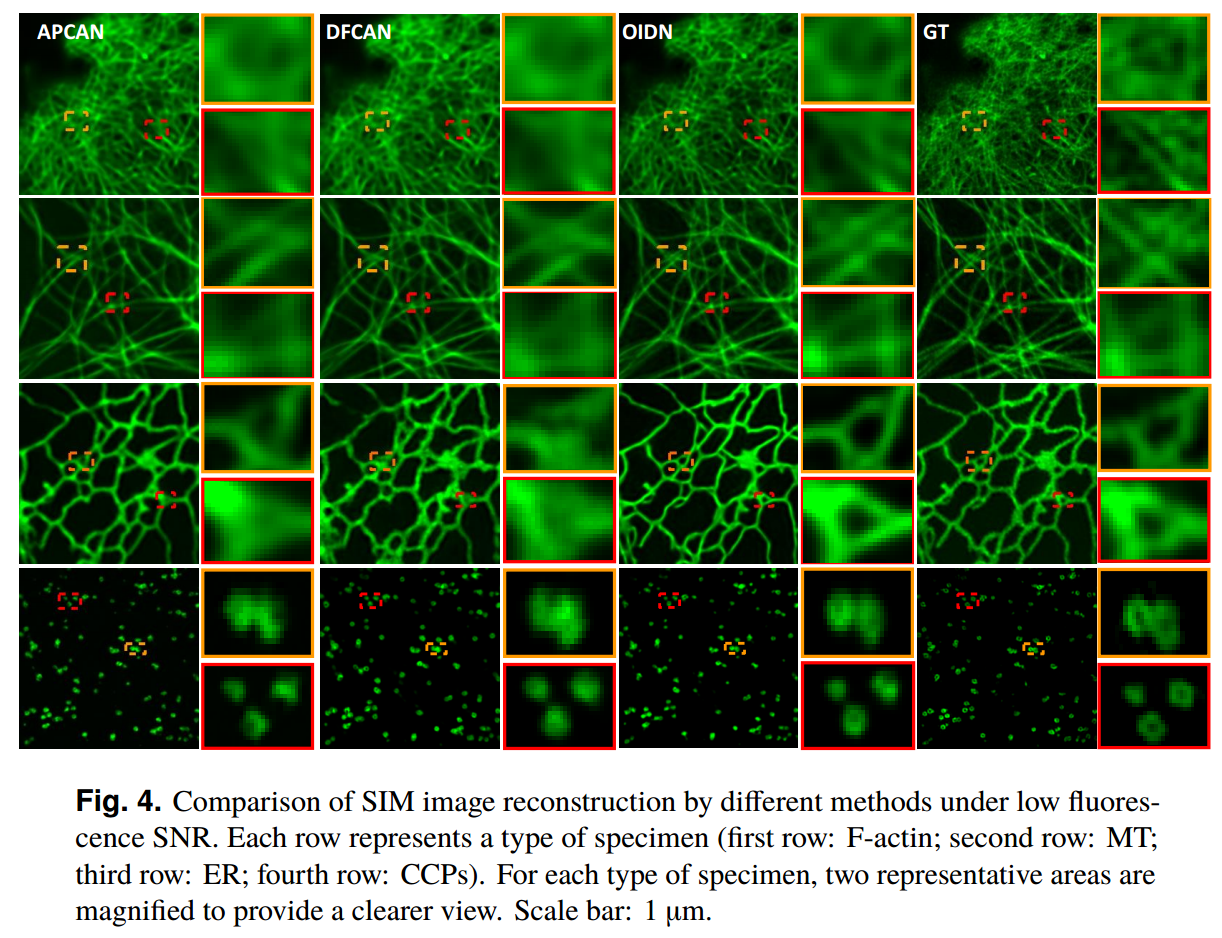 APCAN
DFCAN
OIDN
GT
Fig. 4. Comparison of SIM image reconstruction by different methods under low fluores-
cence SNR. Each row represents a type of specimen (first row: F-actin; second row: MT;
third row: ER; fourth row: CCPs). For each type of specimen, two representative areas are
magnified to provide a clearer view. Scale bar: 1 μm.